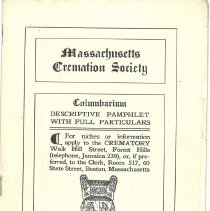 Massachusetts
Cremation Society
Columbarium
DESCRIPTIVE PAMPHLET
WITH FULL PARTICULARS
For niches or information
apply to the CREMATORY
Walk Hill Street, Forest Hills
(telephone, Jamaica 239), or, if pre-
ferred, to the Clerk, Room 517, 60
State Street, Boston, Massachusetts